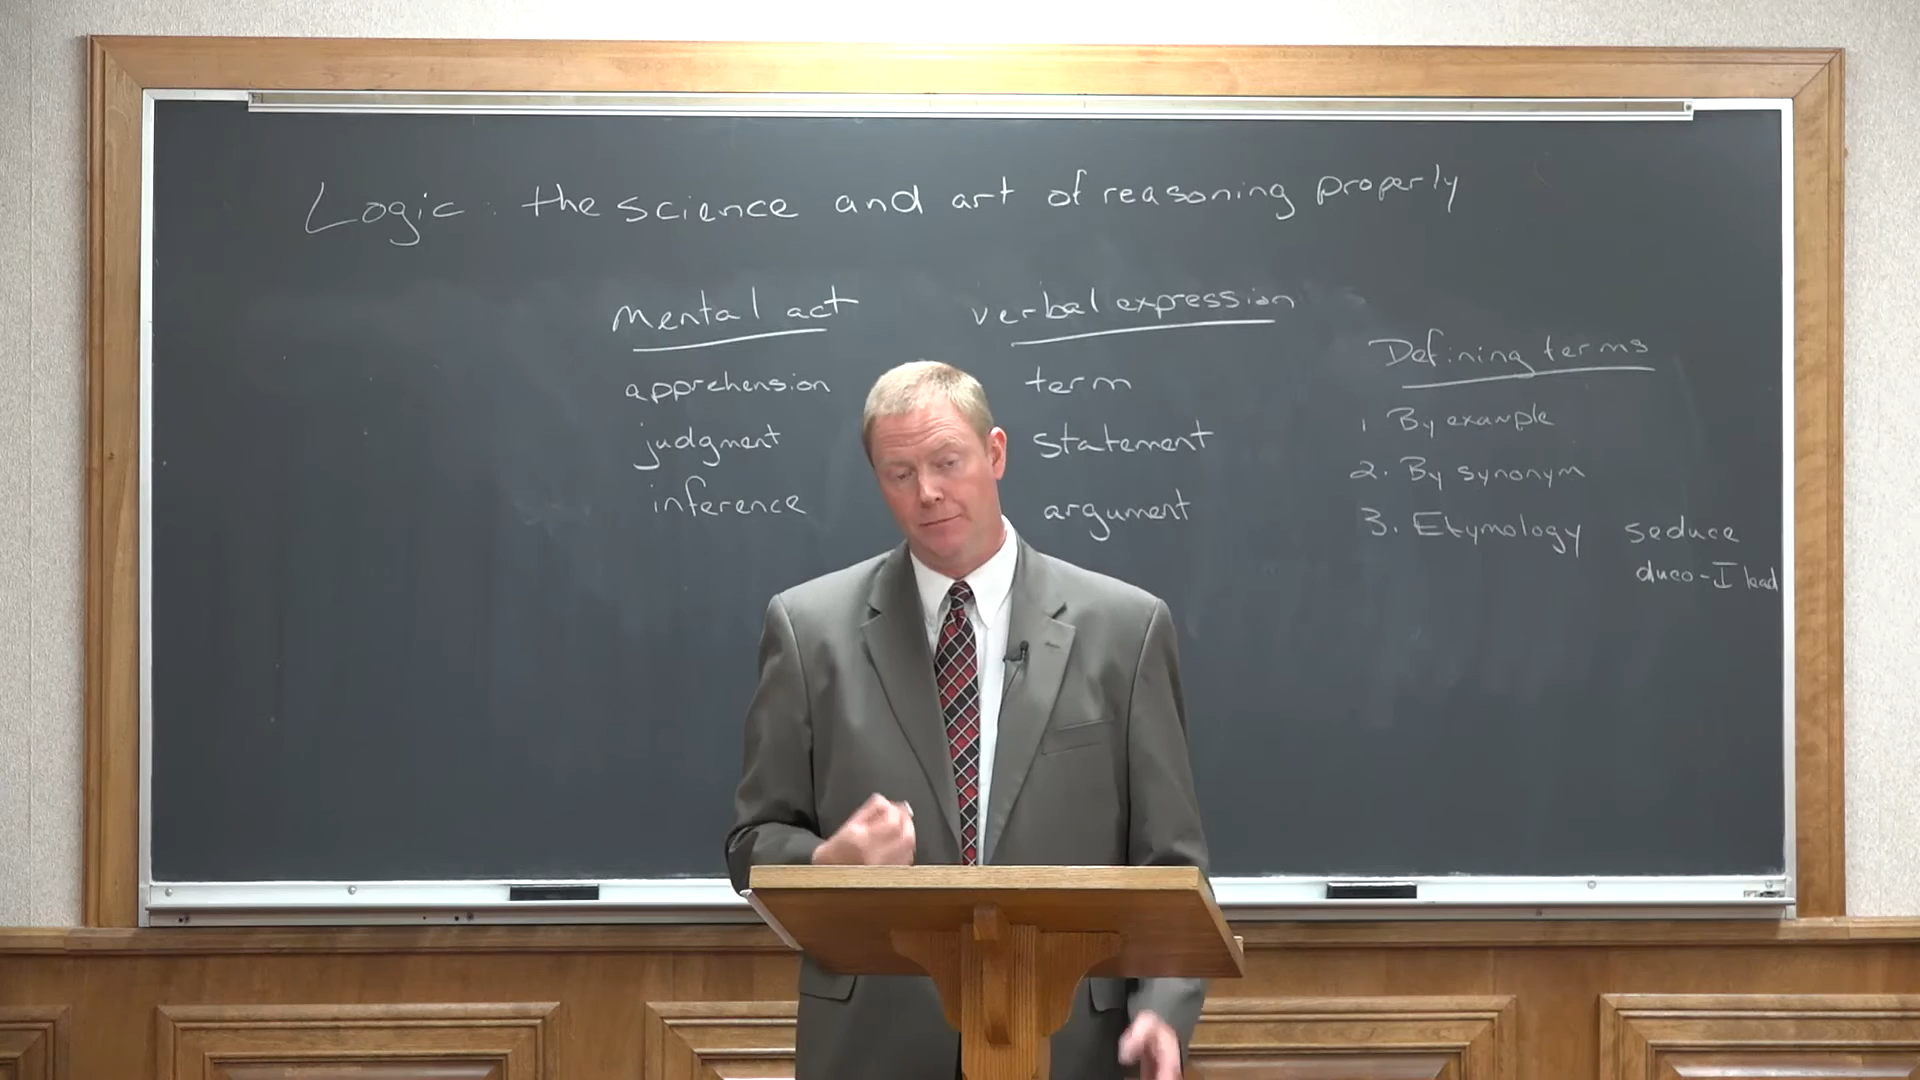 Logic: the science and art of reasoning properly
mental act
apprehension
judgment
inference
verbal expression
term
statement
argument
Defining terms
1 By example
2. By synonym
3. Etymology seduce
duco-I lead